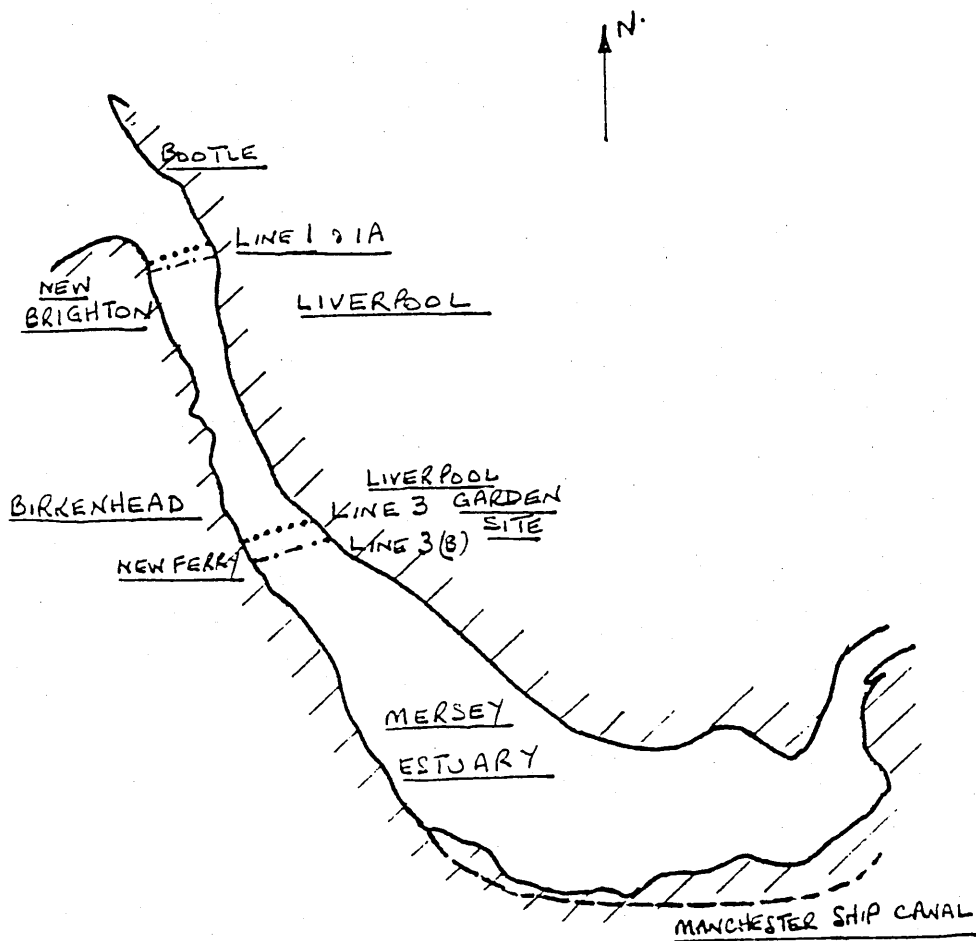 N.
BOOTLE
LINE 1 & 1A
NEW
BRIGHTON
LIVERPOOL
LIVERPOOL
LINE 3 GARDEN
SITE
BIRKENHEAD
LINE 3(B)
NEW FERRY
MERSEY
ESTUARY
MANCHESTER SHIP CANAL